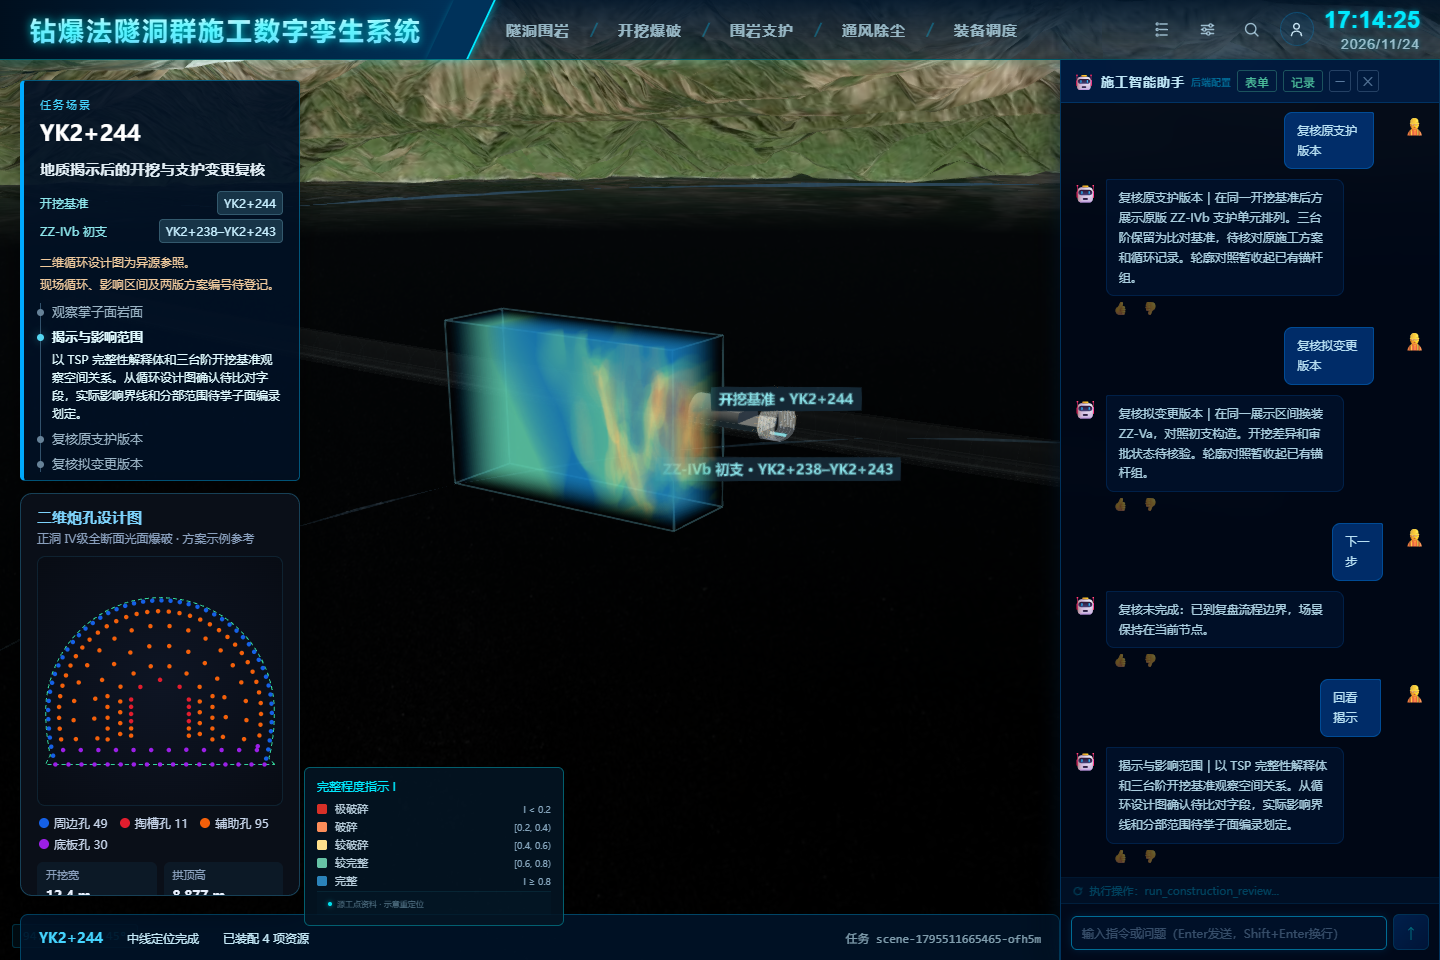 钻爆法隧洞群施工数字孪生系统
隧洞围岩 / 开挖爆破 / 围岩支护 / 通风除尘 / 装备调度
17:14:25
2026/11/24
任务场景
YK2+244
地质揭示后的开挖与支护变更复核
开挖基准 YK2+244
ZZ-IVb 初支 YK2+238—YK2+243
二维循环设计图为异源参照。
现场循环、影响区间及两版方案编号待登记。
观察掌子面岩面
揭示与影响范围
以 TSP 完整性解释体和三台阶开挖基准观
察空间关系。从循环设计图确认待比对字
段，实际影响界线和分部范围待掌子面编录
划定。
复核原支护版本
复核拟变更版本
二维炮孔设计图
正洞 IV级全断面光面爆破 · 方案示例参考
周边孔 49 掏槽孔 11 辅助孔 95
底板孔 30
开挖宽 拱顶高
12.4 m 8.877 m
开挖基准 • YK2+244
ZZ-IVb 初支 • YK2+238—YK2+243
完整程度指示 I
极破碎 I < 0.2
破碎 [0.2, 0.4)
较破碎 [0.4, 0.6)
较完整 [0.6, 0.8)
完整 I ≥ 0.8
源工点资料 · 示意重定位
YK2+244 中线定位完成 已装配 4 项资源
任务 scene-1795511665465-ofh5m
施工智能助手 后端配置 表单 记录
复核原支护
版本
复核原支护版本 | 在同一开挖基准后方
展示原版 ZZ-IVb 支护单元排列。三台
阶保留为比对基准，待核对原施工方案
和循环记录。轮廓对照暂收起已有锚杆
组。
复核拟变更
版本
复核拟变更版本 | 在同一展示区间换装
ZZ-Va，对照初支构造。开挖差异和审
批状态待核验。轮廓对照暂收起已有锚
杆组。
下一
步
复核未完成：已到复盘流程边界，场景
保持在当前节点。
回看
揭示
揭示与影响范围 | 以 TSP 完整性解释体
和三台阶开挖基准观察空间关系。从循
环设计图确认待比对字段，实际影响界
线和分部范围待掌子面编录划定。
执行操作：run_construction_review...
输入指令或问题（Enter发送，Shift+Enter换行）